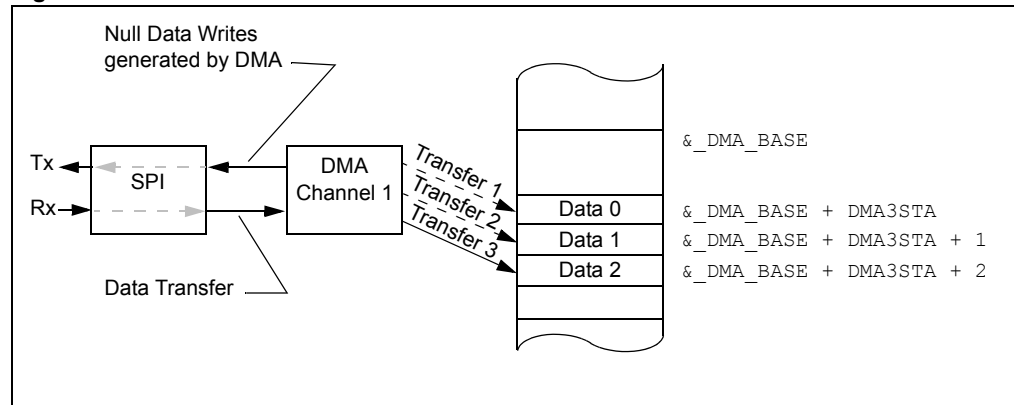 Null Data Writes
generated by DMA
&_DMA_BASE
Tx
SPI
DMA
Channel 1
Rx
Transfer 1
Transfer 2
Transfer 3
Data 0
&_DMA_BASE + DMA3STA
Data 1
&_DMA_BASE + DMA3STA + 1
Data 2
&_DMA_BASE + DMA3STA + 2
Data Transfer